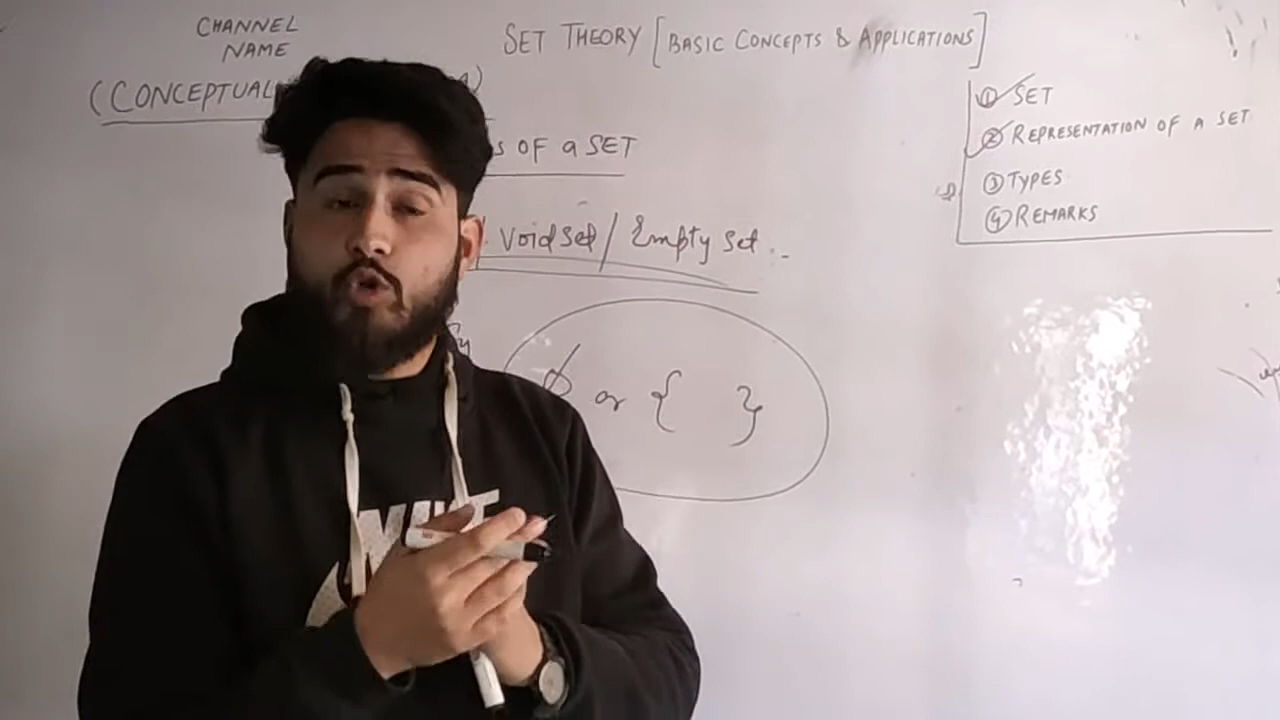 CHANNEL
NAME
(CONCEPTUAL
SET THEORY [BASIC CONCEPTS & APPLICATIONS]
① SET
② REPRESENTATION OF A SET
③ TYPES
④ REMARKS
S OF a SET
Void Set / Empty Set :-
ϕ or { }
NIKE